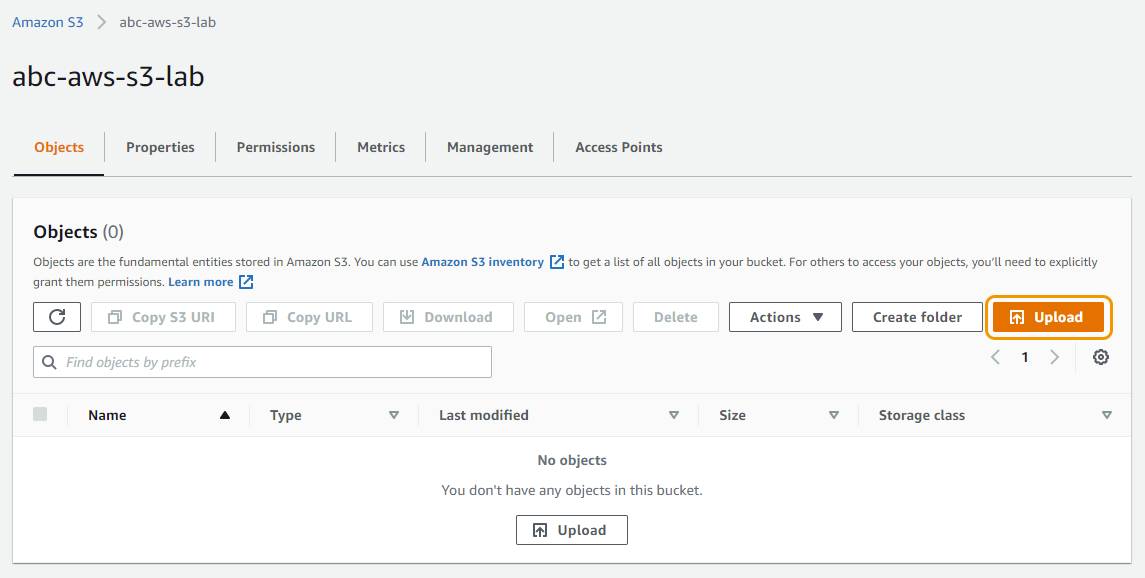 Amazon S3 > abc-aws-s3-lab
abc-aws-s3-lab
Objects Properties Permissions Metrics Management Access Points
Objects (0)
Objects are the fundamental entities stored in Amazon S3. You can use Amazon S3 inventory to get a list of all objects in your bucket. For others to access your objects, you'll need to explicitly
grant them permissions. Learn more
Copy S3 URI Copy URL Download Open Delete Actions Create folder Upload
Find objects by prefix
1
Name Type Last modified Size Storage class
No objects
You don't have any objects in this bucket.
Upload